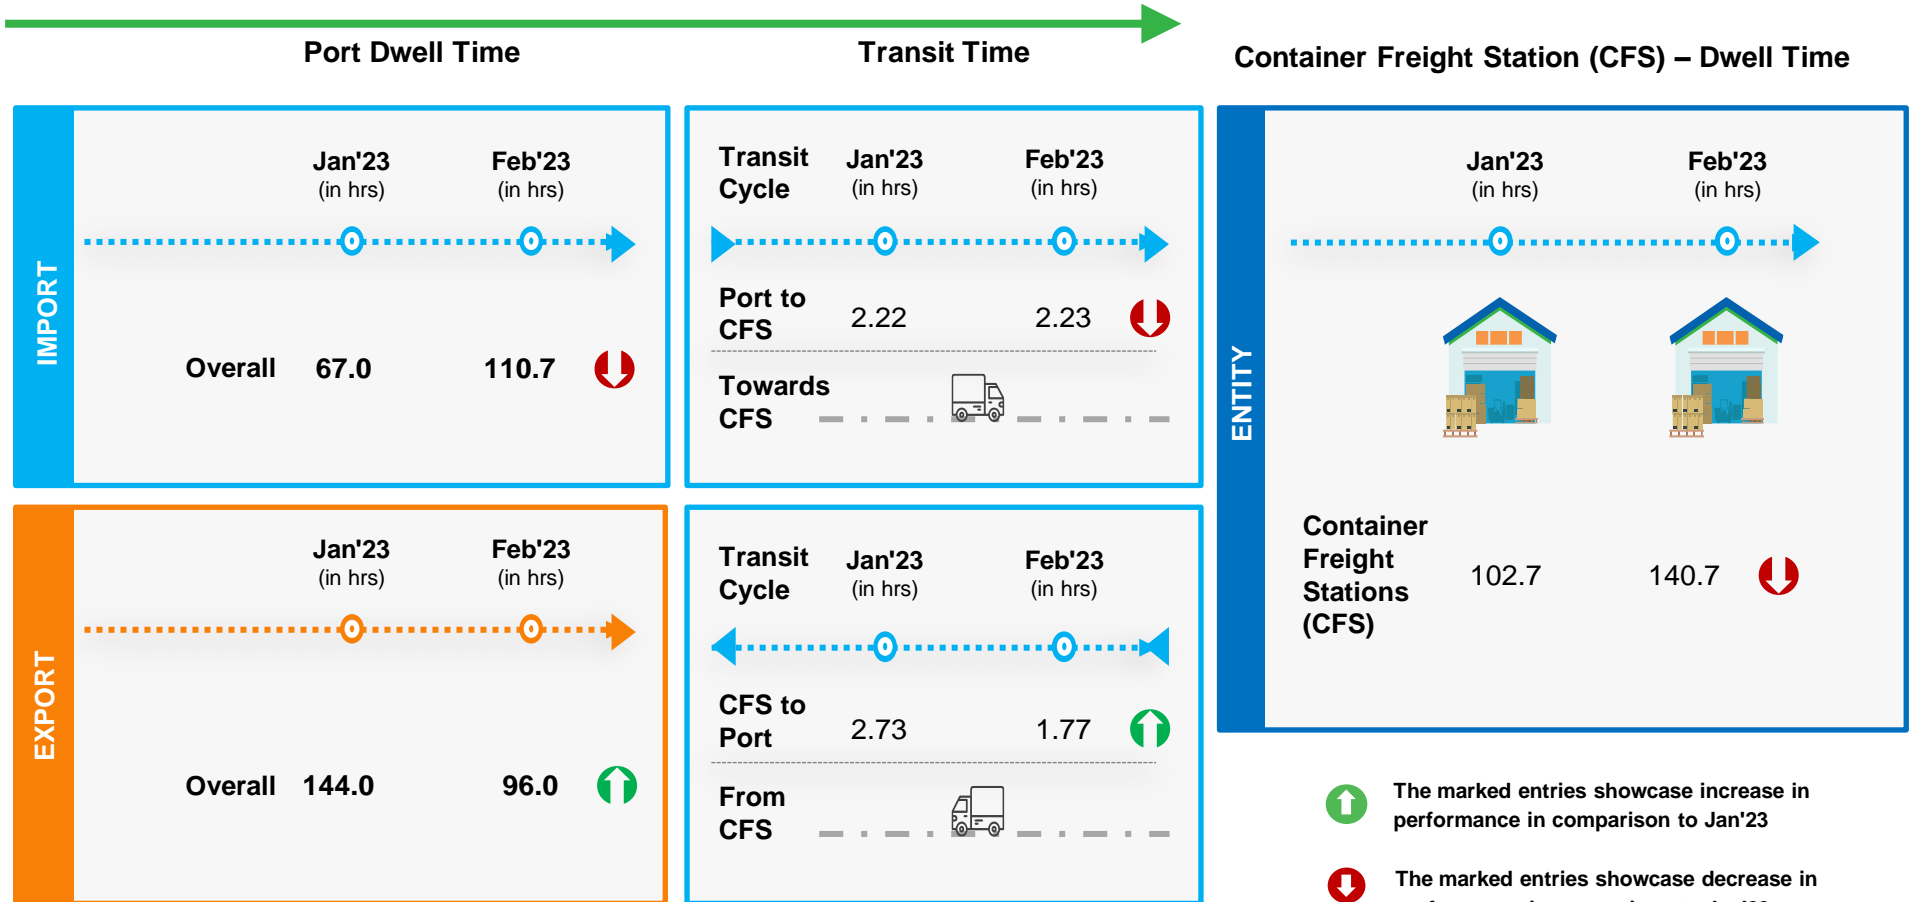 Port Dwell Time
Transit Time
Container Freight Station (CFS) – Dwell Time
IMPORT
Jan'23
(in hrs)
Feb'23
(in hrs)
Overall 67.0 110.7
Transit
Cycle
Jan'23
(in hrs)
Feb'23
(in hrs)
Port to
CFS
2.22 2.23
Towards
CFS
ENTITY
Jan'23
(in hrs)
Feb'23
(in hrs)
Container
Freight
Stations
(CFS)
102.7 140.7
EXPORT
Jan'23
(in hrs)
Feb'23
(in hrs)
Overall 144.0 96.0
Transit
Cycle
Jan'23
(in hrs)
Feb'23
(in hrs)
CFS to
Port
2.73 1.77
From
CFS
The marked entries showcase increase in
performance in comparison to Jan'23
The marked entries showcase decrease in